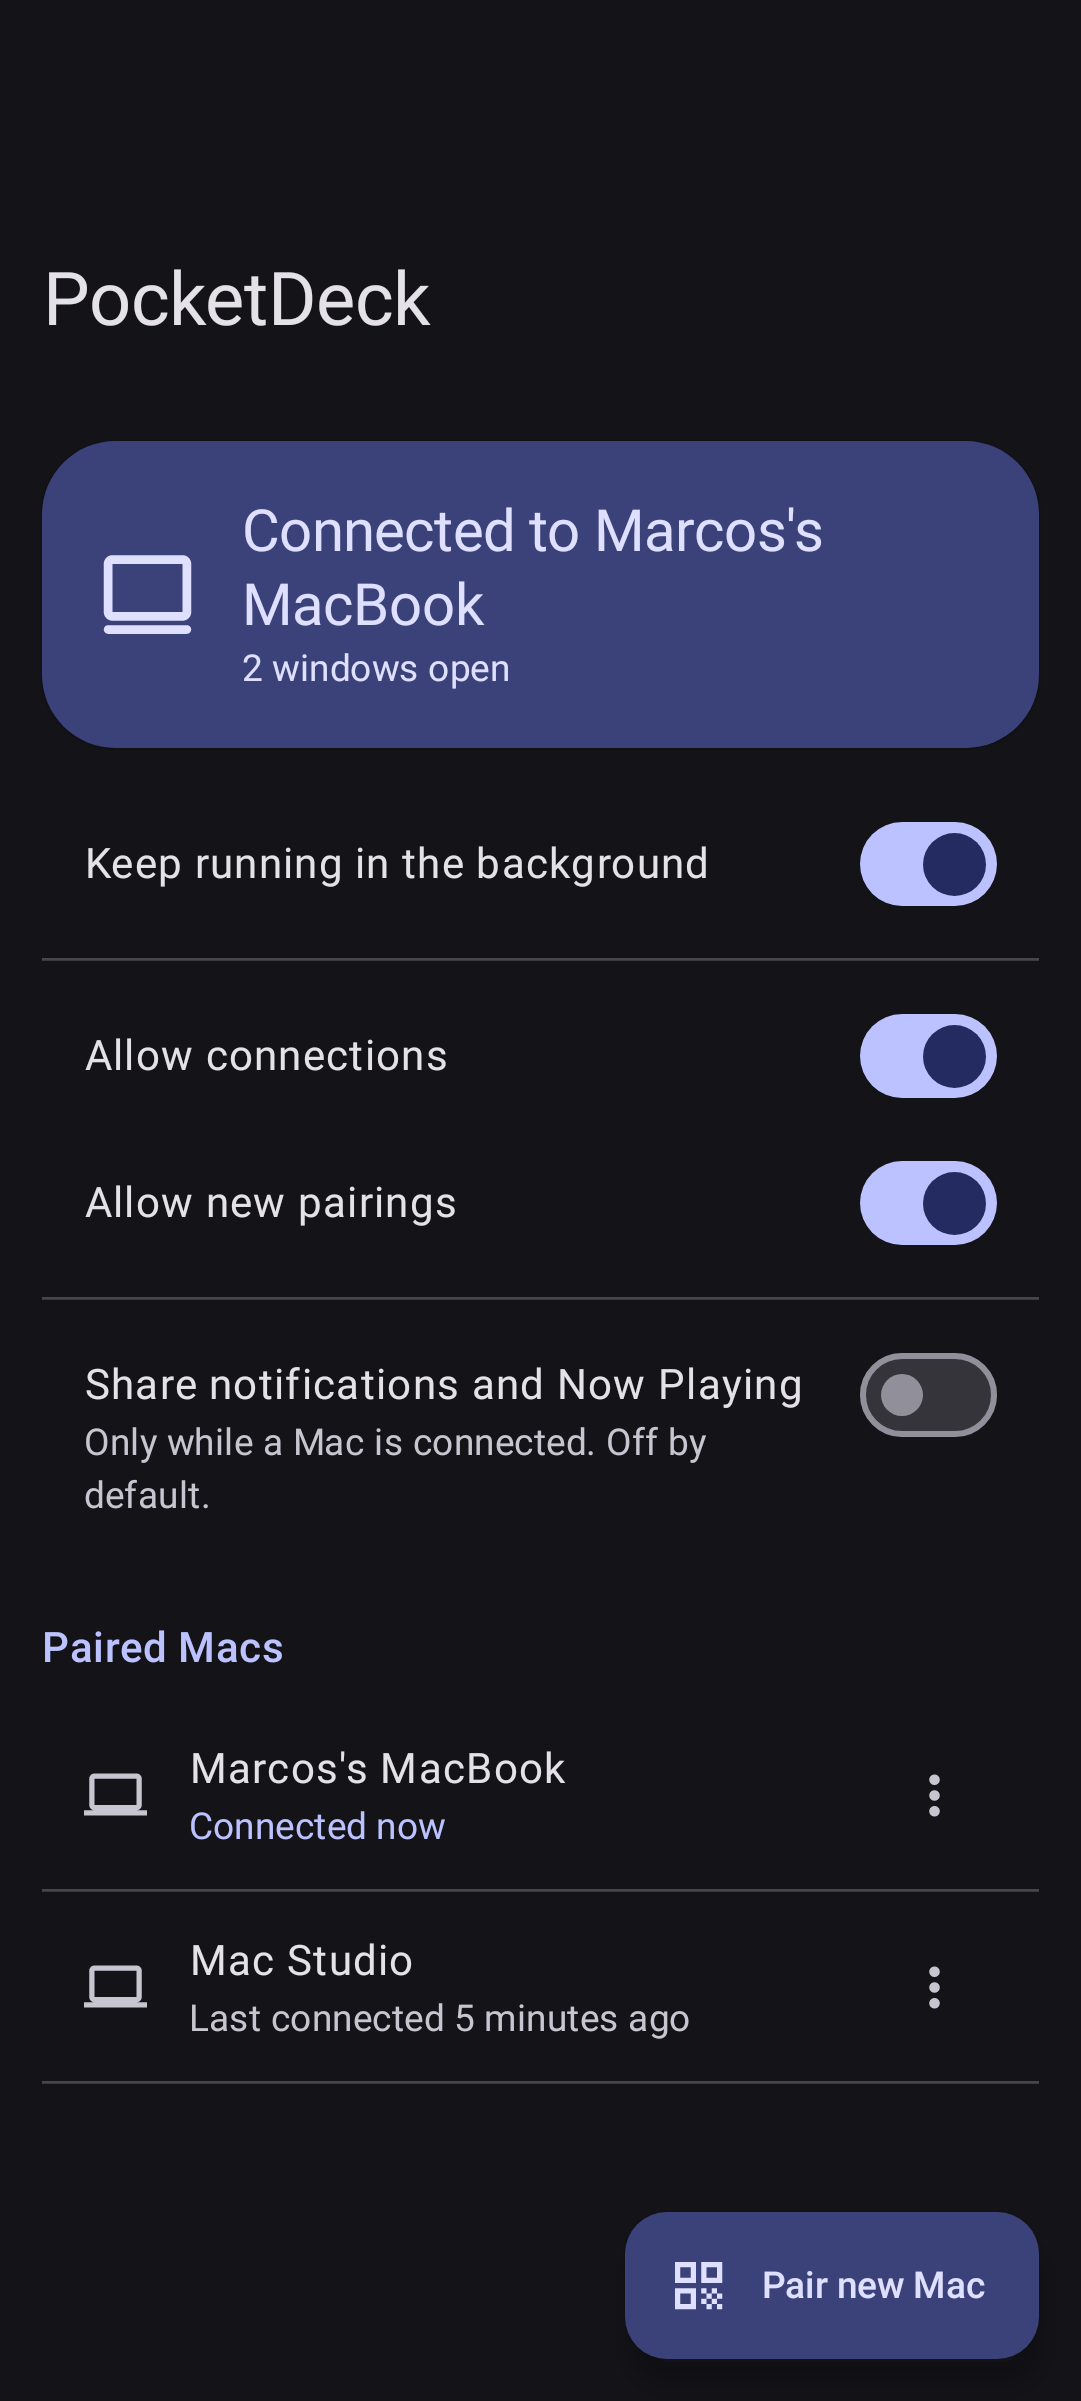 PocketDeck
Connected to Marcos's
MacBook
2 windows open
Keep running in the background
Allow connections
Allow new pairings
Share notifications and Now Playing
Only while a Mac is connected. Off by
default.
Paired Macs
Marcos's MacBook
Connected now
Mac Studio
Last connected 5 minutes ago
Pair new Mac